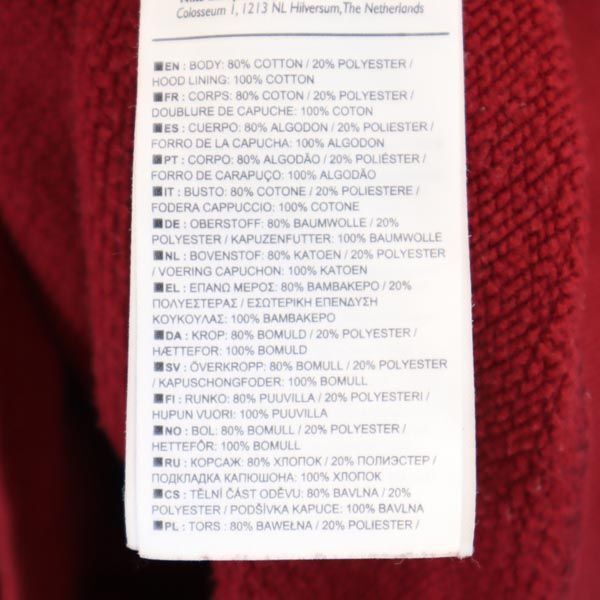 Colosseum 1, 1213 NL Hilversum, The Netherlands
EN : BODY: 80% COTTON / 20% POLYESTER /
HOOD LINING: 100% COTTON
FR : CORPS: 80% COTON / 20% POLYESTER /
DOUBLURE DE CAPUCHE: 100% COTON
ES : CUERPO: 80% ALGODON / 20% POLIESTER /
FORRO DE LA CAPUCHA: 100% ALGODON
PT : CORPO: 80% ALGODÃO / 20% POLIÉSTER /
FORRO DE CARAPUÇO: 100% ALGODÃO
IT : BUSTO: 80% COTONE / 20% POLIESTERE /
FODERA CAPPUCCIO: 100% COTONE
DE : OBERSTOFF: 80% BAUMWOLLE / 20%
POLYESTER / KAPUZENFUTTER: 100% BAUMWOLLE
NL : BOVENSTOF: 80% KATOEN / 20% POLYESTER
/ VOERING CAPUCHON: 100% KATOEN
EL : ΕΠΑΝΩ ΜΕΡΟΣ: 80% ΒΑΜΒΑΚΕΡΟ / 20%
ΠΟΛΥΕΣΤΕΡΑΣ / ΕΣΩΤΕΡΙΚΗ ΕΠΕΝΔΥΣΗ
ΚΟΥΚΟΥΛΑΣ: 100% ΒΑΜΒΑΚΕΡΟ
DA : KROP: 80% BOMULD / 20% POLYESTER /
HÆTTEFOR: 100% BOMULD
SV : ÖVERKROPP: 80% BOMULL / 20% POLYESTER
/ KAPUSCHONGFODER: 100% BOMULL
FI : RUNKO: 80% PUUVILLA / 20% POLYESTERI /
HUPUN VUORI: 100% PUUVILLA
NO : BOL: 80% BOMULL / 20% POLYESTER /
HETTEFÔR: 100% BOMULL
RU : КОРСАЖ: 80% ХЛОПОК / 20% ПОЛИЭСТЕР /
ПОДКЛАДКА КАПЮШОНА: 100% ХЛОПОК
CS : TĚLNÍ ČÁST ODĚVU: 80% BAVLNA / 20%
POLYESTER / PODŠÍVKA KAPUCE: 100% BAVLNA
PL : TORS : 80% BAWEŁNA / 20% POLIESTER /